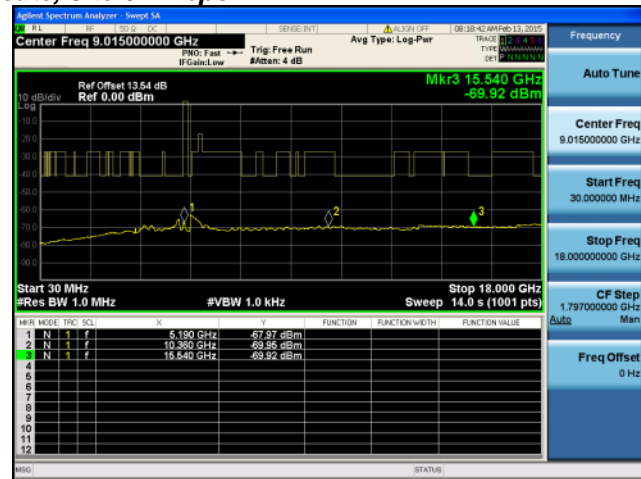 Agilent Spectrum Analyzer - Swept SA
RL RF 50 Ω DC SENSE:INT ALIGN OFF 08:18:42 AM Feb 13, 2015
Center Freq 9.015000000 GHz
PNO: Fast
IFGain:Low
Trig: Free Run
#Atten: 4 dB
Avg Type: Log-Pwr
TRACE 1 2 3 4 5 6
TYPE
DET P N N N N N
Mkr3 15.540 GHz
-69.92 dBm
Ref Offset 13.54 dB
10 dB/div Ref 0.00 dBm
Log
-10.0
-20.0
-30.0
-40.0
-50.0
-60.0
-70.0
-80.0
-90.0
1
2
3
Start 30 MHz Stop 18.000 GHz
#Res BW 1.0 MHz #VBW 1.0 kHz Sweep 14.0 s (1001 pts)
MKR MODE TRC SCL X Y FUNCTION FUNCTION WIDTH FUNCTION VALUE
1 N 1 f 5.190 GHz -67.97 dBm
2 N 1 f 10.360 GHz -69.95 dBm
3 N 1 f 15.540 GHz -69.92 dBm
4
5
6
7
8
9
10
11
12
MSG STATUS
Frequency
Auto Tune
Center Freq
9.015000000 GHz
Start Freq
30.000000 MHz
Stop Freq
18.000000000 GHz
CF Step
1.797000000 GHz
Auto Man
Freq Offset
0 Hz